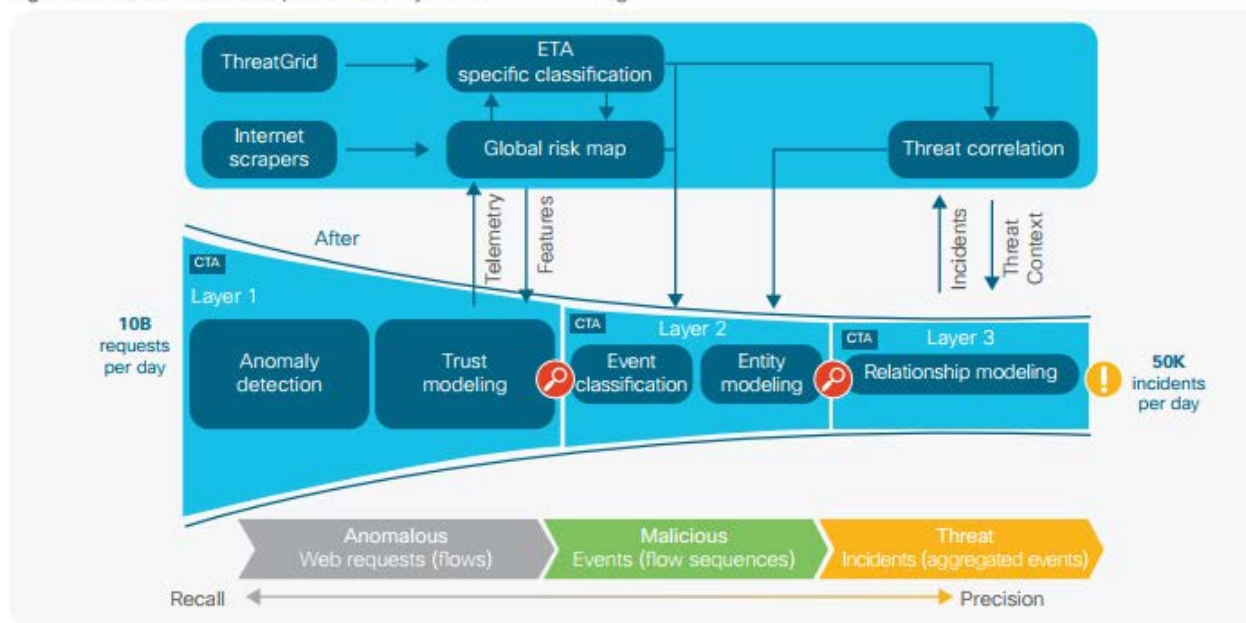 ThreatGrid
ETA
specific classification
Internet
scrapers
Global risk map
Threat correlation
After
Telemetry
Features
Incidents
Threat
Context
CTA
Layer 1
10B
requests
per day
Anomaly
detection
Trust
modeling
CTA
Layer 2
Event
classification
Entity
modeling
CTA
Layer 3
Relationship modeling
50K
incidents
per day
Anomalous
Web requests (flows)
Malicious
Events (flow sequences)
Threat
Incidents (aggregated events)
Recall
Precision